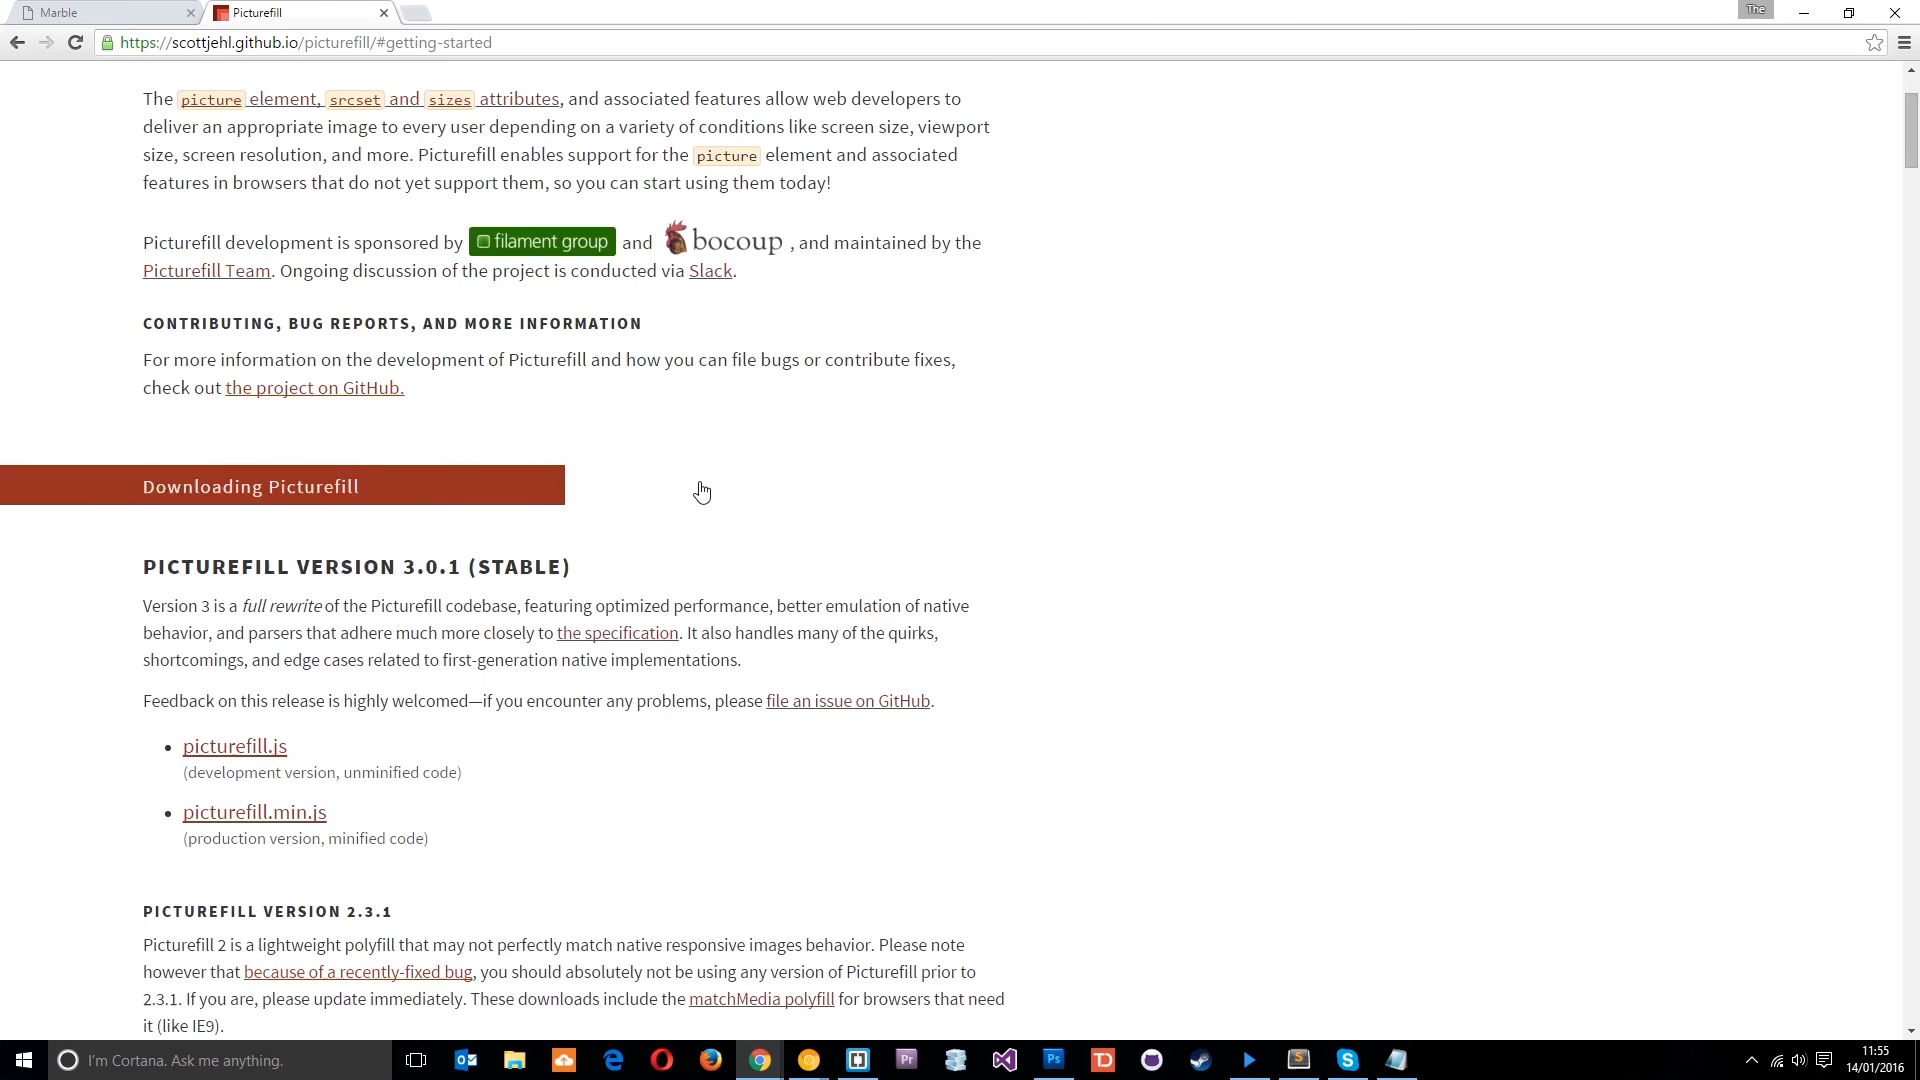 Marble
Picturefill
The
https://scottjehl.github.io/picturefill/#getting-started
The picture element, srcset and sizes attributes, and associated features allow web developers to
deliver an appropriate image to every user depending on a variety of conditions like screen size, viewport
size, screen resolution, and more. Picturefill enables support for the picture element and associated
features in browsers that do not yet support them, so you can start using them today!
Picturefill development is sponsored by filament group and bocoup , and maintained by the
Picturefill Team. Ongoing discussion of the project is conducted via Slack.
CONTRIBUTING, BUG REPORTS, AND MORE INFORMATION
For more information on the development of Picturefill and how you can file bugs or contribute fixes,
check out the project on GitHub.
Downloading Picturefill
PICTUREFILL VERSION 3.0.1 (STABLE)
Version 3 is a full rewrite of the Picturefill codebase, featuring optimized performance, better emulation of native
behavior, and parsers that adhere much more closely to the specification. It also handles many of the quirks,
shortcomings, and edge cases related to first-generation native implementations.
Feedback on this release is highly welcomed—if you encounter any problems, please file an issue on GitHub.
• picturefill.js
(development version, unminified code)
• picturefill.min.js
(production version, minified code)
PICTUREFILL VERSION 2.3.1
Picturefill 2 is a lightweight polyfill that may not perfectly match native responsive images behavior. Please note
however that because of a recently-fixed bug, you should absolutely not be using any version of Picturefill prior to
2.3.1. If you are, please update immediately. These downloads include the matchMedia polyfill for browsers that need
it (like IE9).
I'm Cortana. Ask me anything.
Pr
Ps
TD
S
11:55
14/01/2016